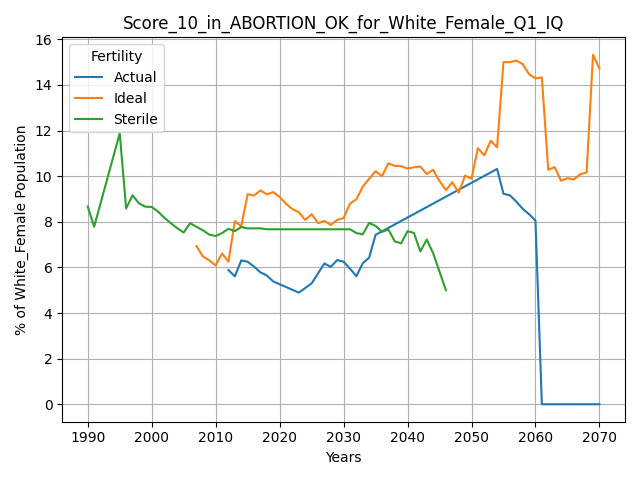 Score_10_in_ABORTION_OK_for_White_Female_Q1_IQ
% of White_Female Population
16
14
12
10
8
6
4
2
0
Fertility
Actual
Ideal
Sterile
1990 2000 2010 2020 2030 2040 2050 2060 2070
Years